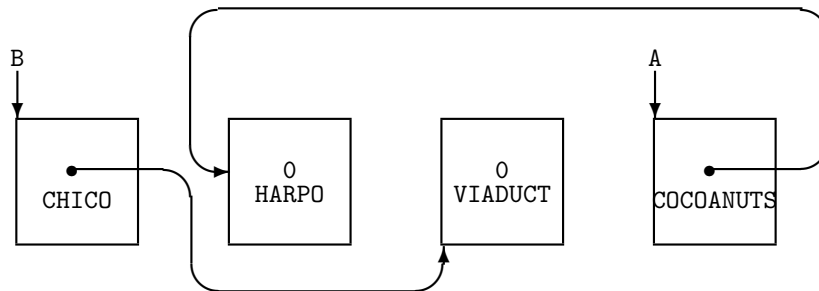 B
A
0
0
CHICO
HARPO
VIADUCT
COCOANUTS